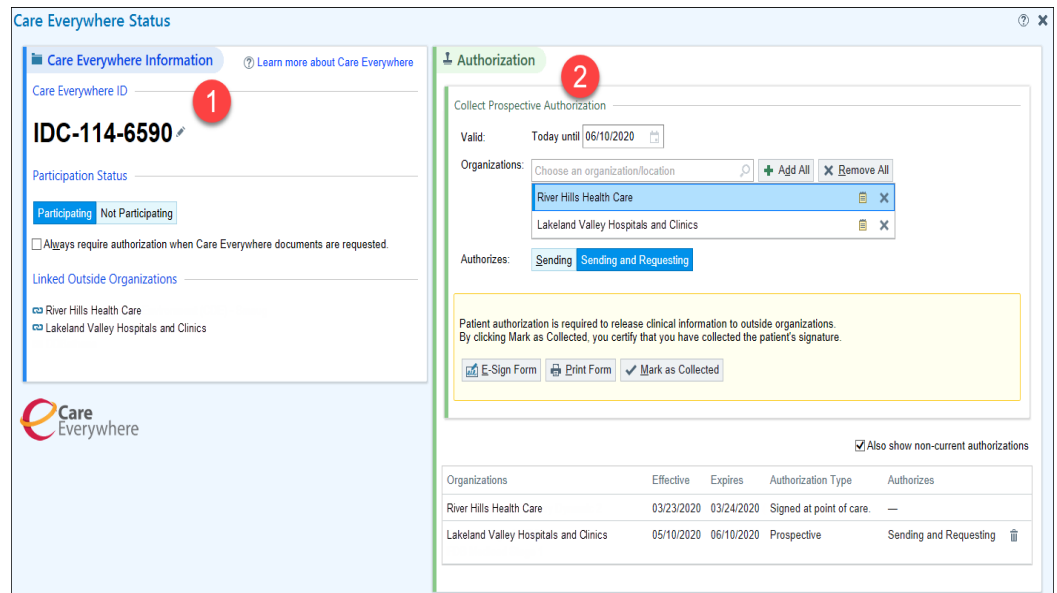 Care Everywhere Status
Care Everywhere Information
Learn more about Care Everywhere
Care Everywhere ID
1
IDC-114-6590
Participation Status
Participating Not Participating
Always require authorization when Care Everywhere documents are requested.
Linked Outside Organizations
River Hills Health Care
Lakeland Valley Hospitals and Clinics
Care
Everywhere
Authorization
2
Collect Prospective Authorization
Valid: Today until 06/10/2020
Organizations: Choose an organization/location Add All Remove All
River Hills Health Care
Lakeland Valley Hospitals and Clinics
Authorizes: Sending Sending and Requesting
Patient authorization is required to release clinical information to outside organizations.
By clicking Mark as Collected, you certify that you have collected the patient's signature.
E-Sign Form Print Form Mark as Collected
Also show non-current authorizations
Organizations Effective Expires Authorization Type Authorizes
River Hills Health Care 03/23/2020 03/24/2020 Signed at point of care. —
Lakeland Valley Hospitals and Clinics 05/10/2020 06/10/2020 Prospective Sending and Requesting